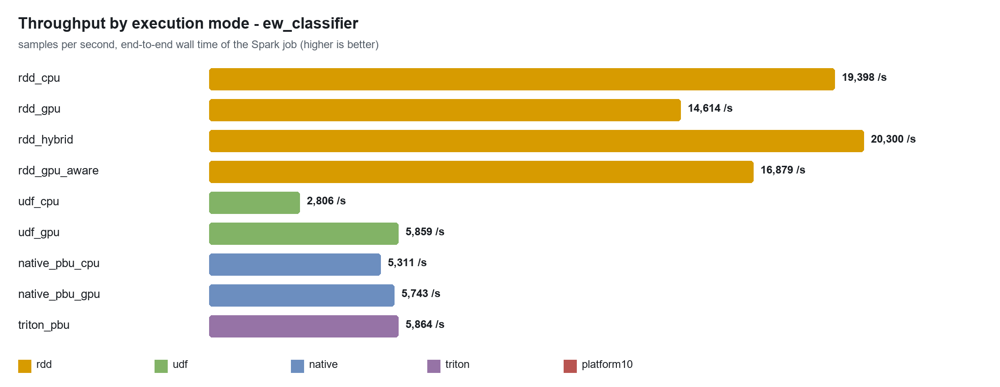 Throughput by execution mode - ew_classifier
samples per second, end-to-end wall time of the Spark job (higher is better)
rdd_cpu 19,398 /s
rdd_gpu 14,614 /s
rdd_hybrid 20,300 /s
rdd_gpu_aware 16,879 /s
udf_cpu 2,806 /s
udf_gpu 5,859 /s
native_pbu_cpu 5,311 /s
native_pbu_gpu 5,743 /s
triton_pbu 5,864 /s
rdd udf native triton platform10